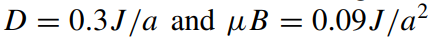 D = 0.3J/a and μB = 0.09J/a²